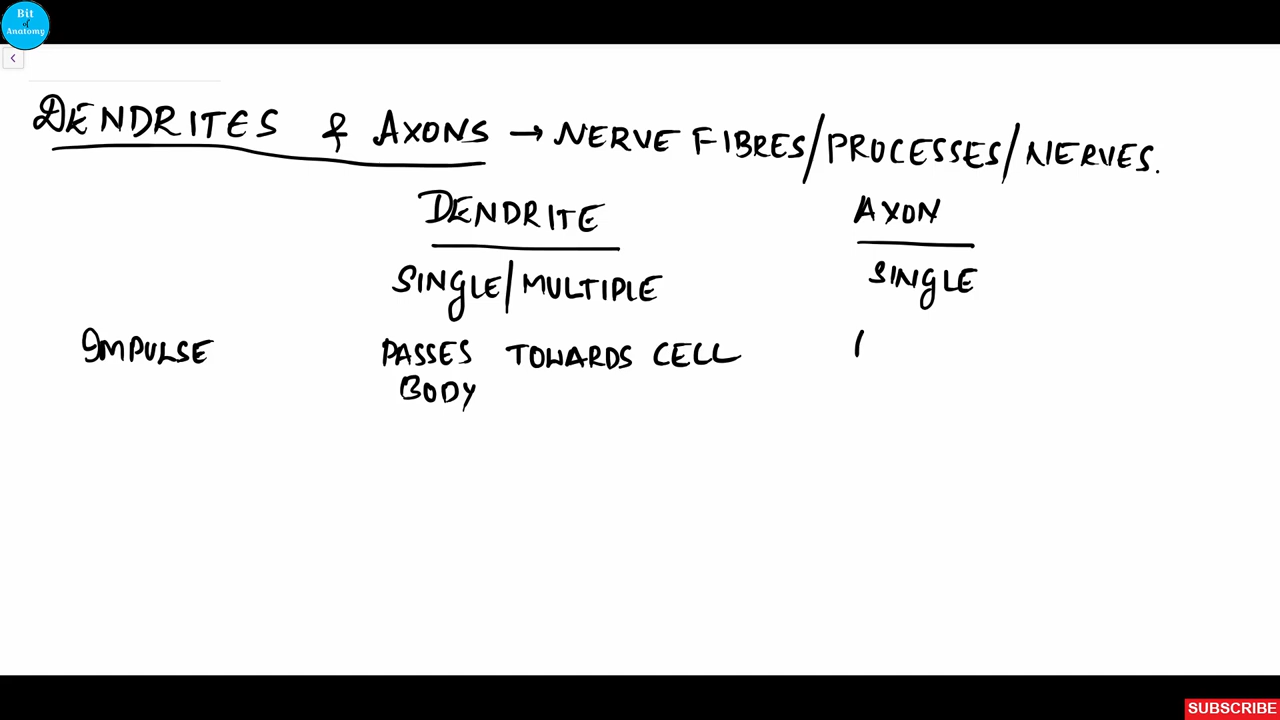 Bit
of
Anatomy
DENDRITES & AXONS → NERVE FIBRES/PROCESSES/NERVES.
DENDRITE AXON
SINGLE/MULTIPLE SINGLE
IMPULSE PASSES TOWARDS CELL
BODY
SUBSCRIBE